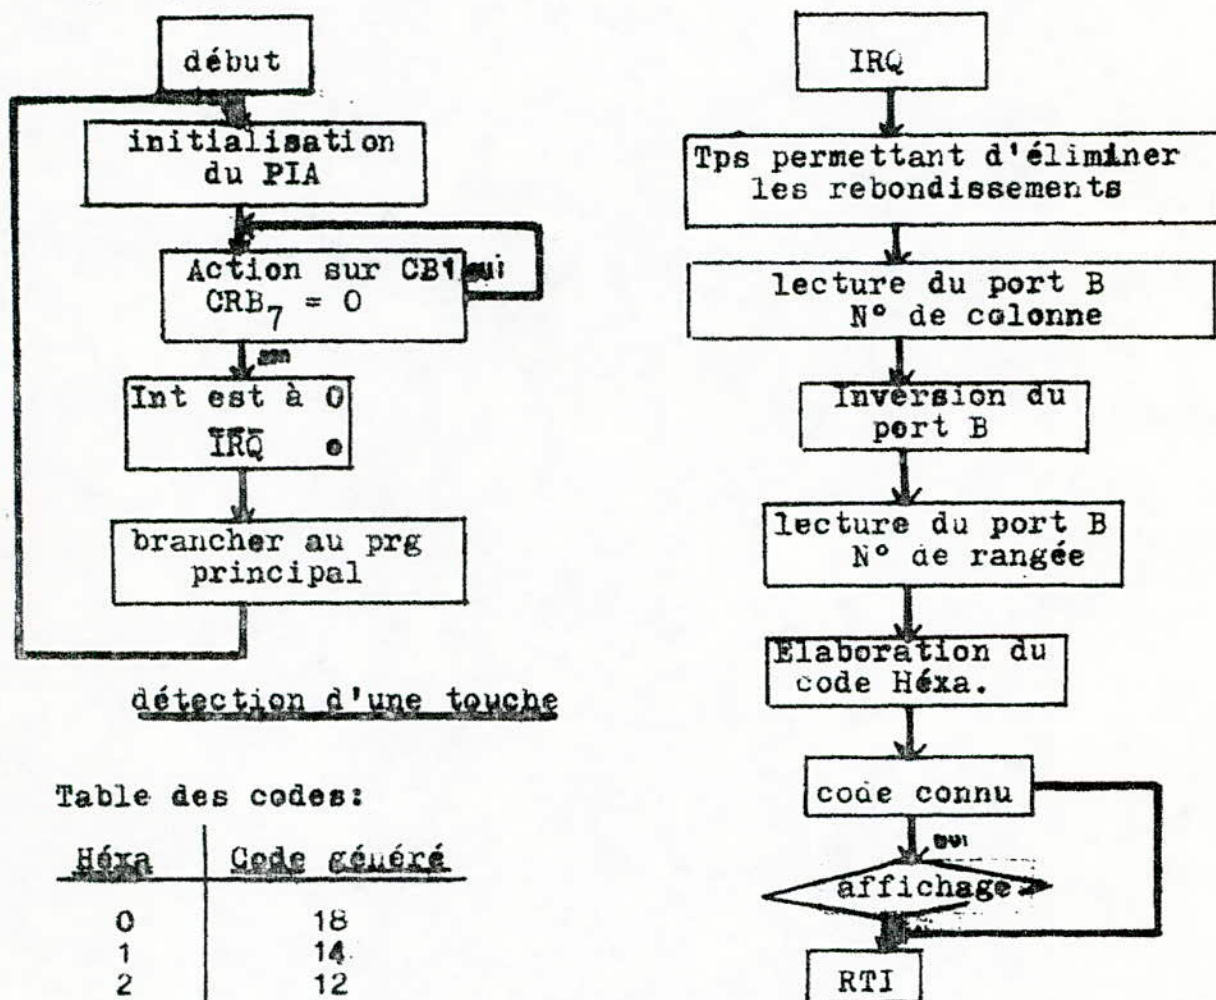 début
initialisation
du PIA
Action sur CB1 oui
CRB7 = 0
non
Int est à 0
IRQ
brancher au prg
principal
détection d'une touche
Table des codes:
Héxa Code généré
0 18
1 14
2 12
IRQ
Tps permettant d'éliminer
les rebondissements
lecture du port B
N° de colonne
Inversion du
port B
lecture du port B
N° de rangée
Elaboration du
code Héxa.
code connu
oui
affichage
RTI